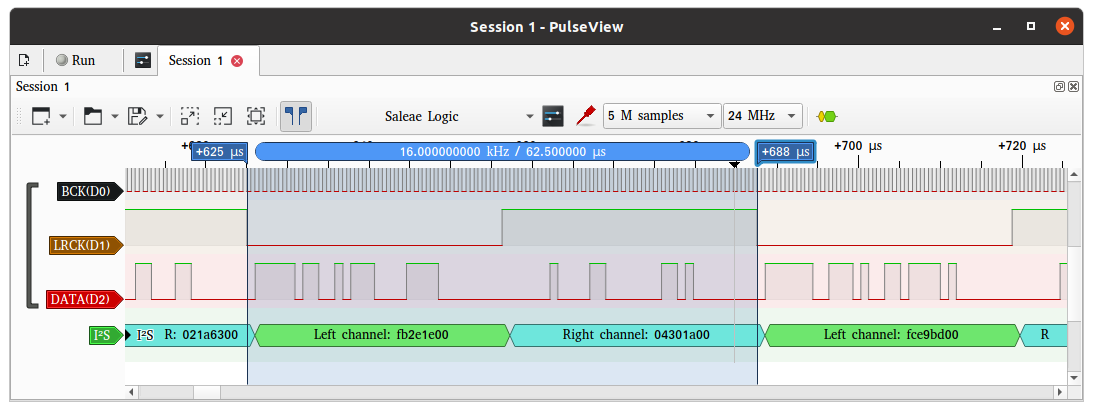 Session 1 - PulseView
Run
Session 1
Session 1
Saleae Logic
5 M samples
24 MHz
+625 µs
16.000000000 kHz / 62.500000 µs
+688 µs
+700 µs
+720 µs
BCK(D0)
LRCK(D1)
DATA(D2)
I²S
I²S
R: 021a6300
Left channel: fb2e1e00
Right channel: 04301a00
Left channel: fce9bd00
R